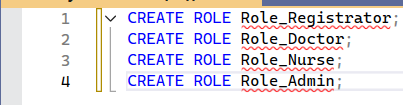 1 CREATE ROLE Role_Registrator;
2 CREATE ROLE Role_Doctor;
3 CREATE ROLE Role_Nurse;
4 CREATE ROLE Role_Admin;